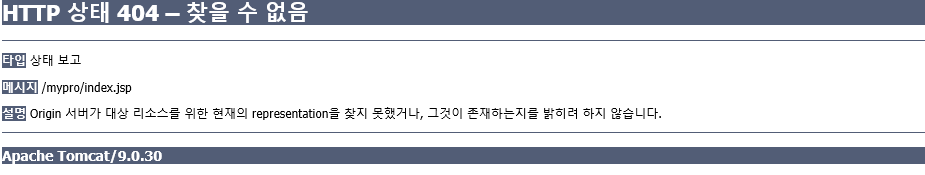 HTTP 상태 404 – 찾을 수 없음
타입 상태 보고
메시지 /mypro/index.jsp
설명 Origin 서버가 대상 리소스를 위한 현재의 representation을 찾지 못했거나, 그것이 존재하는지를 밝히려 하지 않습니다.
Apache Tomcat/9.0.30